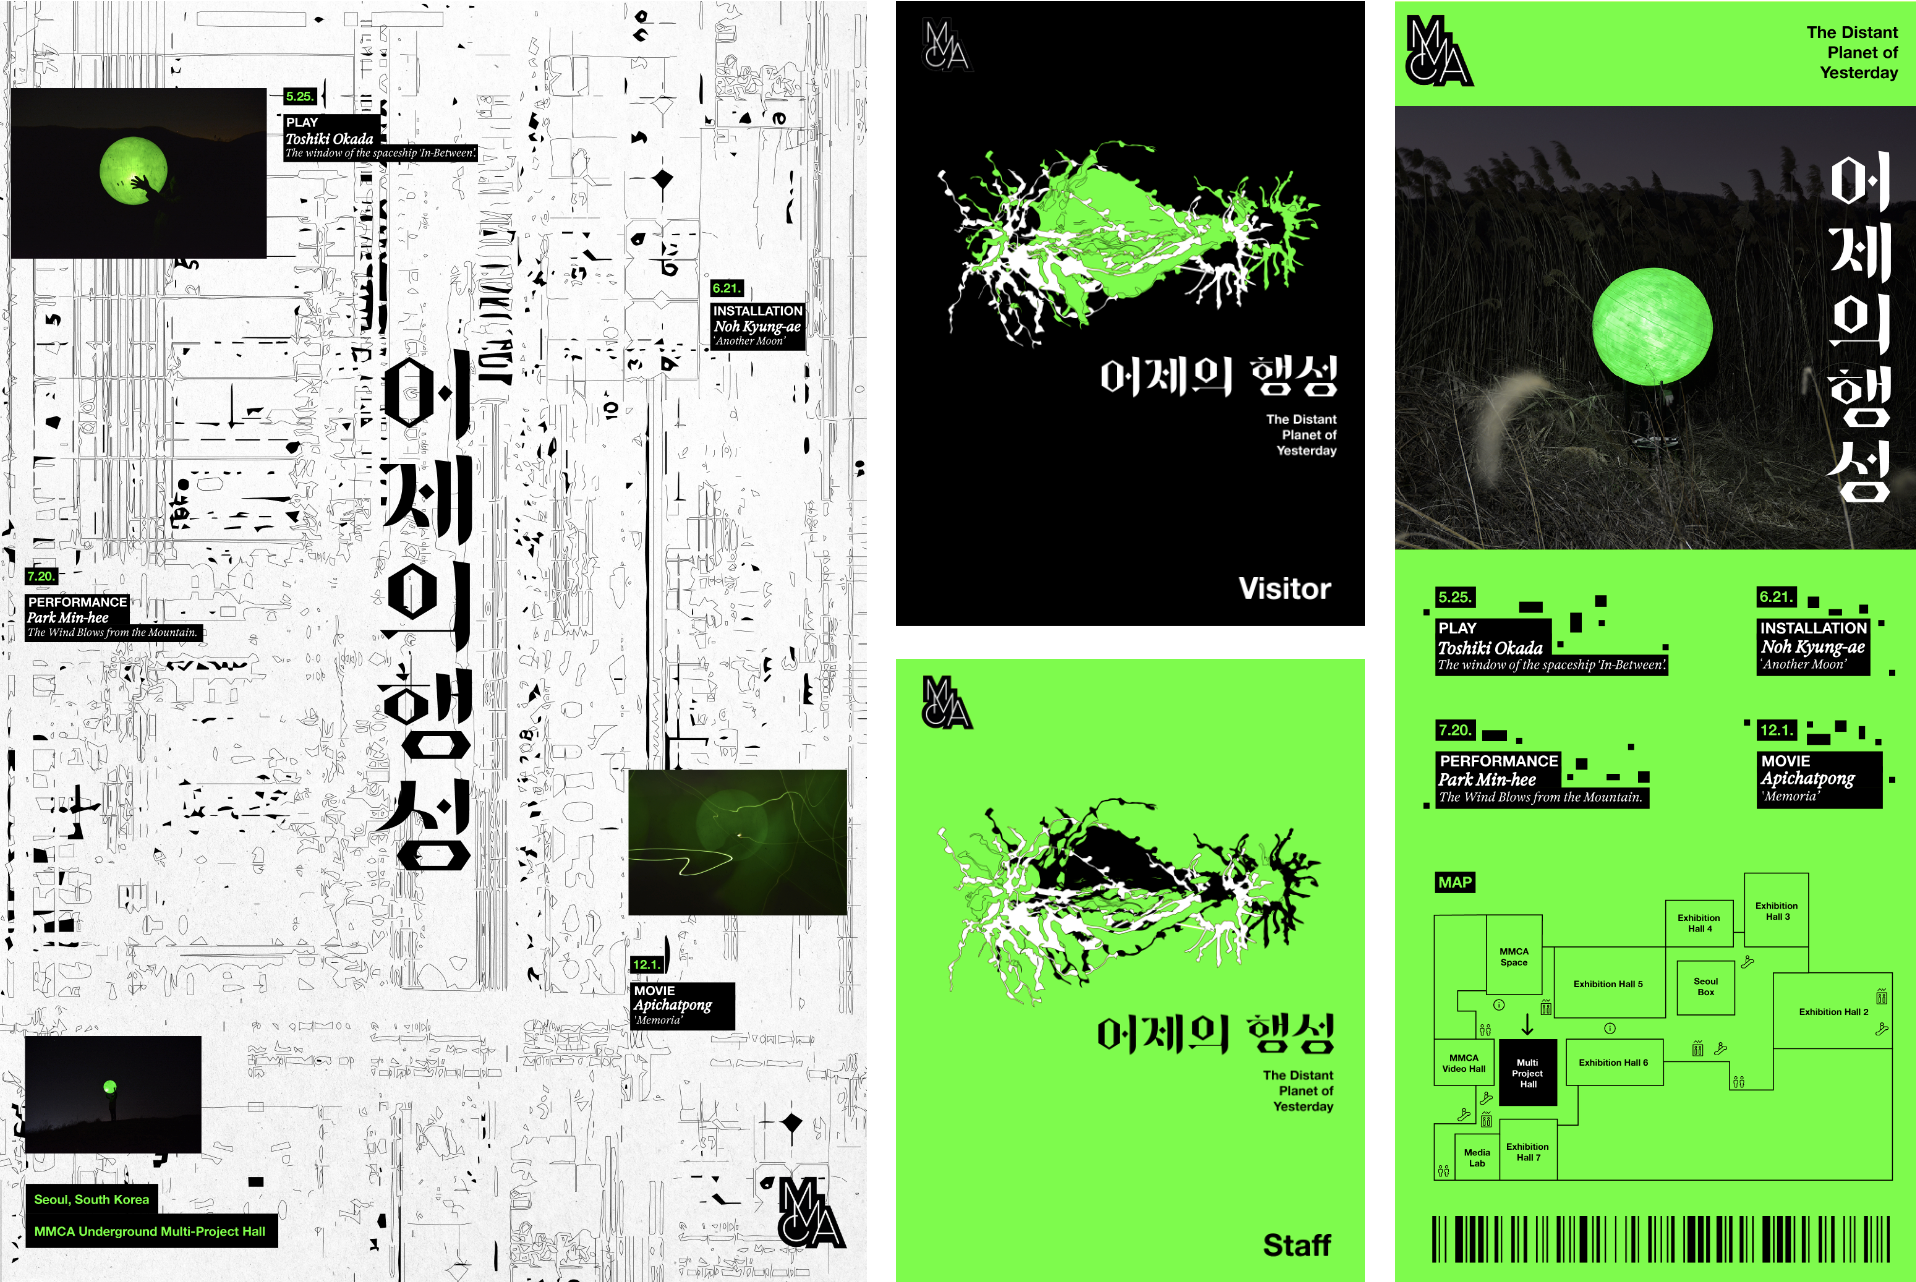 5.25.
PLAY
Toshiki Okada
The window of the spaceship 'In-Between'.
6.21.
INSTALLATION
Noh Kyung-ae
'Another Moon'
어제의 행성
7.20.
PERFORMANCE
Park Min-hee
The Wind Blows from the Mountain.
12.1.
MOVIE
Apichatpong
'Memoria'
Seoul, South Korea
MMCA Underground Multi-Project Hall
MMCA
MMCA
어제의 행성
The Distant
Planet of
Yesterday
Visitor
MMCA
어제의 행성
The Distant
Planet of
Yesterday
Staff
MMCA
The Distant
Planet of
Yesterday
어제의행성
5.25.
PLAY
Toshiki Okada
The window of the spaceship 'In-Between'.
6.21.
INSTALLATION
Noh Kyung-ae
'Another Moon'
7.20.
PERFORMANCE
Park Min-hee
The Wind Blows from the Mountain.
12.1.
MOVIE
Apichatpong
'Memoria'
MAP
Exhibition
Hall 3
Exhibition
Hall 4
MMCA
Space
Exhibition Hall 5
Seoul
Box
Exhibition Hall 2
MMCA
Video Hall
Multi
Project
Hall
Exhibition Hall 6
Media
Lab
Exhibition
Hall 7